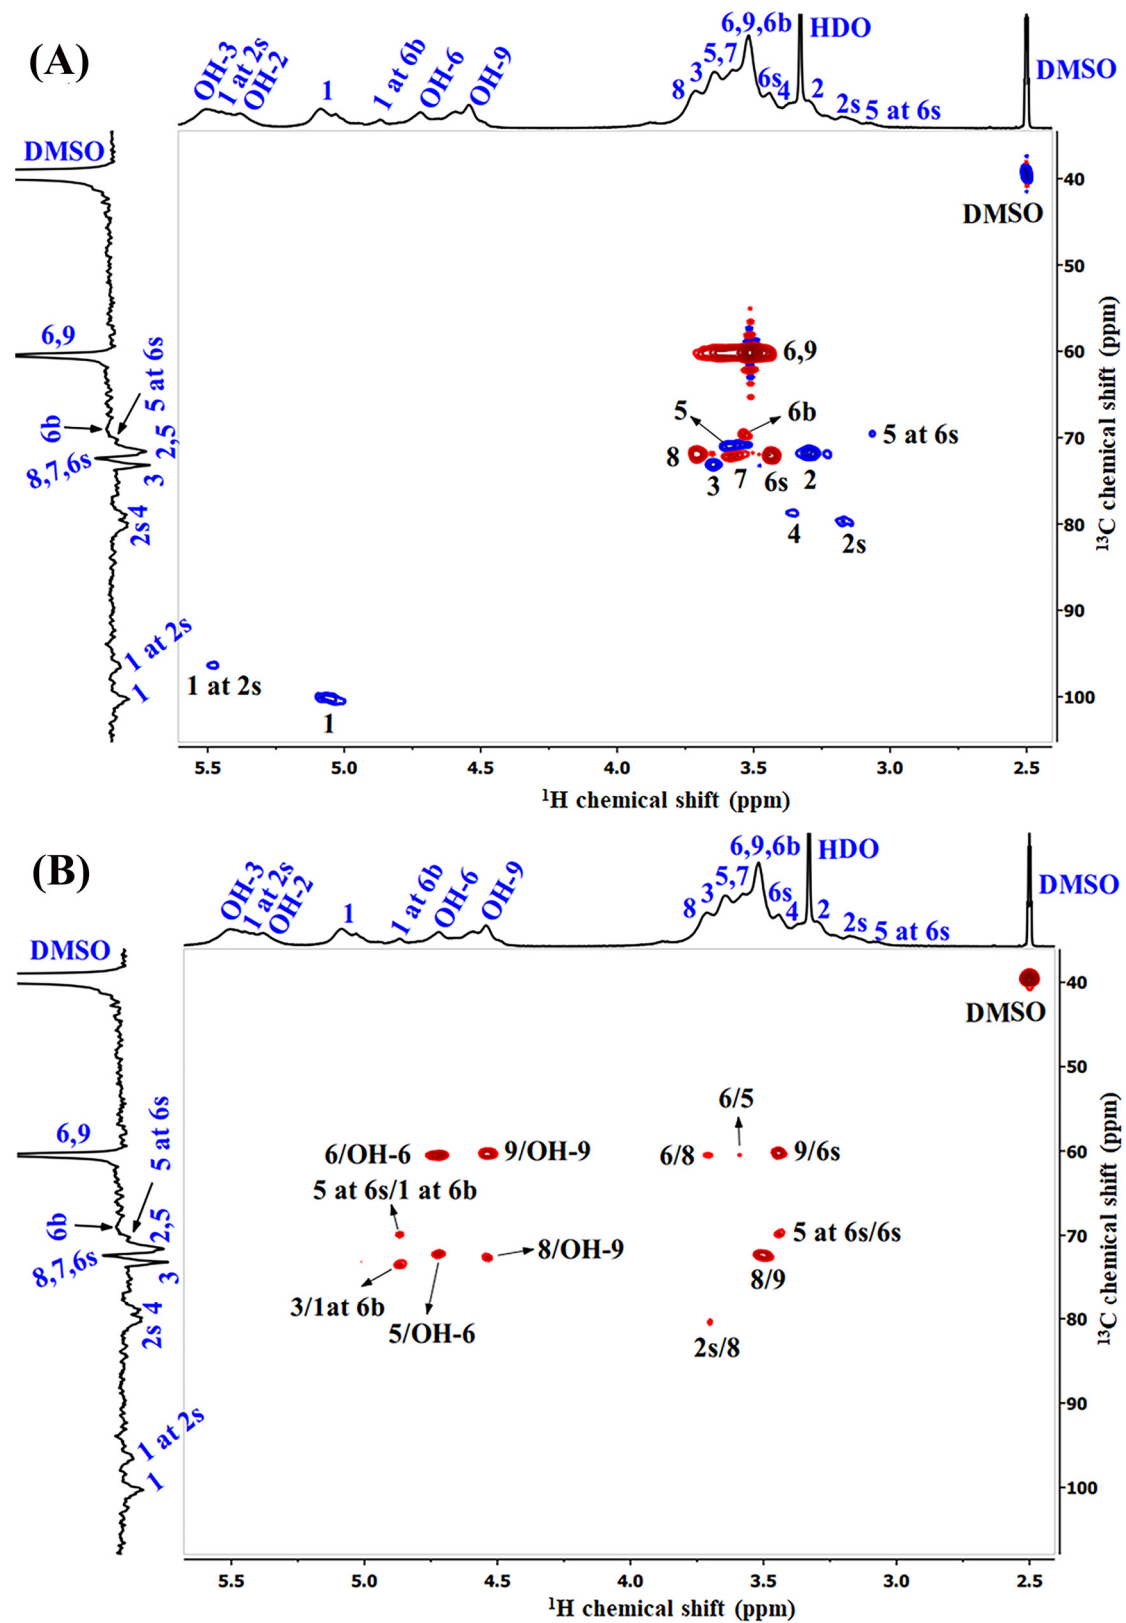 (A)
OH-3
1 at 2s
OH-2
1
1 at 6b
OH-6
OH-9
8
3
5,7
6,9,6b
6s
4
HDO
2
2s
5 at 6s
DMSO
DMSO
6,9
5 at 6s
6b
2,5
8,7,6s
3
4
2s
1 at 2s
1
DMSO
6,9
5
6b
5 at 6s
8
3
7
6s
2
4
2s
1 at 2s
1
40
50
60
70
80
90
100
13C chemical shift (ppm)
5.5
5.0
4.5
4.0
3.5
3.0
2.5
1H chemical shift (ppm)
(B)
OH-3
1 at 2s
OH-2
1
1 at 6b
OH-6
OH-9
8
3
5,7
6,9,6b
6s
4
HDO
2
2s
5 at 6s
DMSO
DMSO
6,9
5 at 6s
6b
2,5
8,7,6s
3
4
2s
1 at 2s
1
DMSO
6/5
6/OH-6
9/OH-9
6/8
9/6s
5 at 6s/1 at 6b
5 at 6s/6s
8/OH-9
8/9
3/1at 6b
5/OH-6
2s/8
40
50
60
70
80
90
100
13C chemical shift (ppm)
5.5
5.0
4.5
4.0
3.5
3.0
2.5
1H chemical shift (ppm)